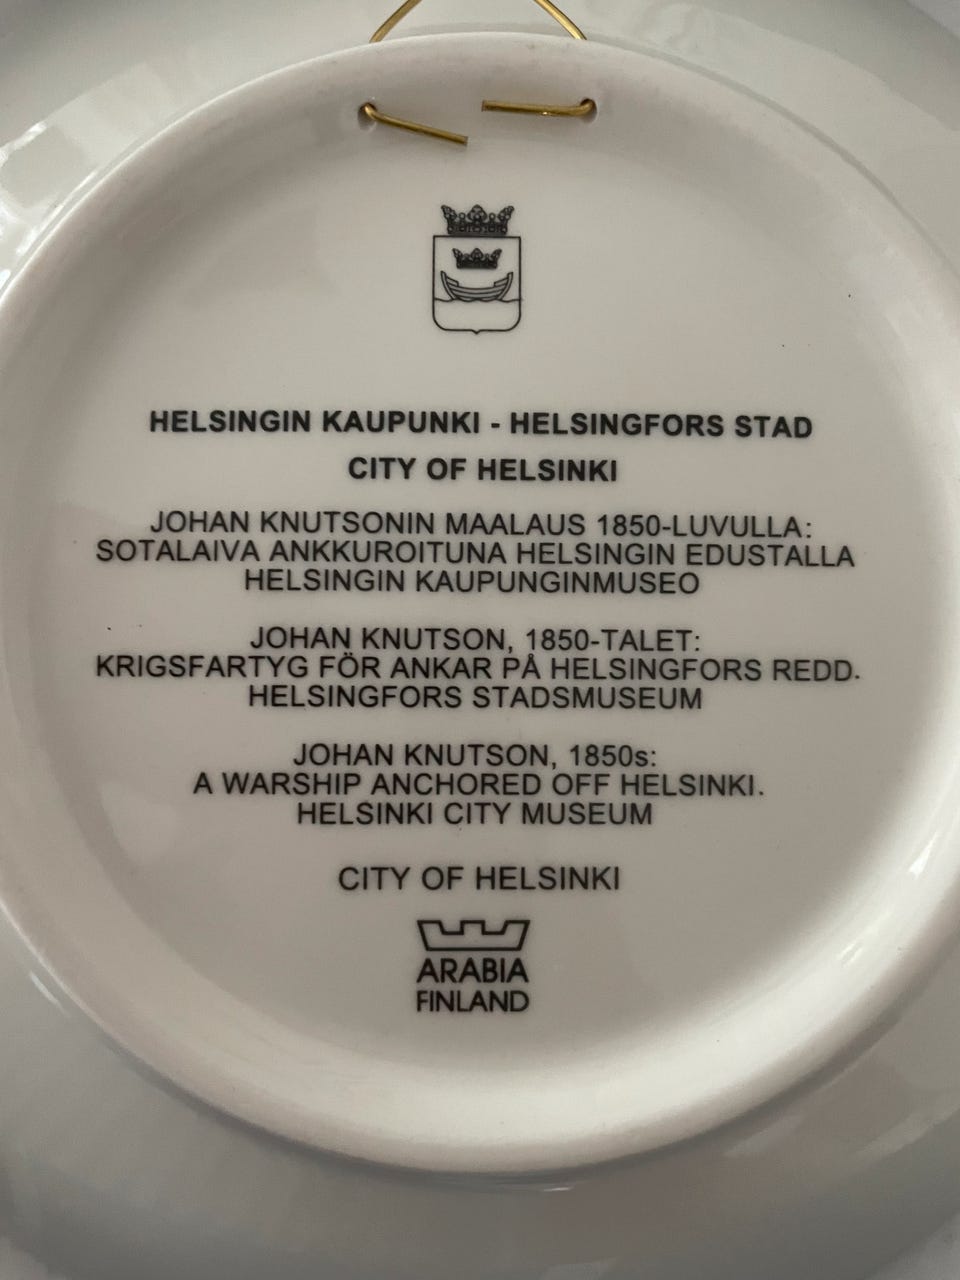 HELSINGIN KAUPUNKI - HELSINGFORS STAD
CITY OF HELSINKI
JOHAN KNUTSONIN MAALAUS 1850-LUVULLA:
SOTALAIVA ANKKUROITUNA HELSINGIN EDUSTALLA
HELSINGIN KAUPUNGINMUSEO
JOHAN KNUTSON, 1850-TALET:
KRIGSFARTYG FÖR ANKAR PÅ HELSINGFORS REDD.
HELSINGFORS STADSMUSEUM
JOHAN KNUTSON, 1850s:
A WARSHIP ANCHORED OFF HELSINKI.
HELSINKI CITY MUSEUM
CITY OF HELSINKI
ARABIA
FINLAND